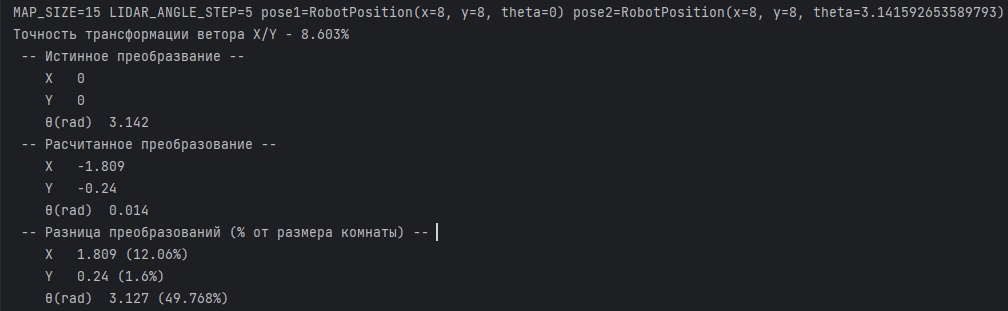 MAP_SIZE=15 LIDAR_ANGLE_STEP=5 pose1=RobotPosition(x=8, y=8, theta=0) pose2=RobotPosition(x=8, y=8, theta=3.141592653589793)
Точность трансформации ветора X/Y - 8.603%
-- Истинное преобразвание --
X 0
Y 0
θ(rad) 3.142
-- Расчитанное преобразование --
X -1.809
Y -0.24
θ(rad) 0.014
-- Разница преобразований (% от размера комнаты) --
X 1.809 (12.06%)
Y 0.24 (1.6%)
θ(rad) 3.127 (49.768%)